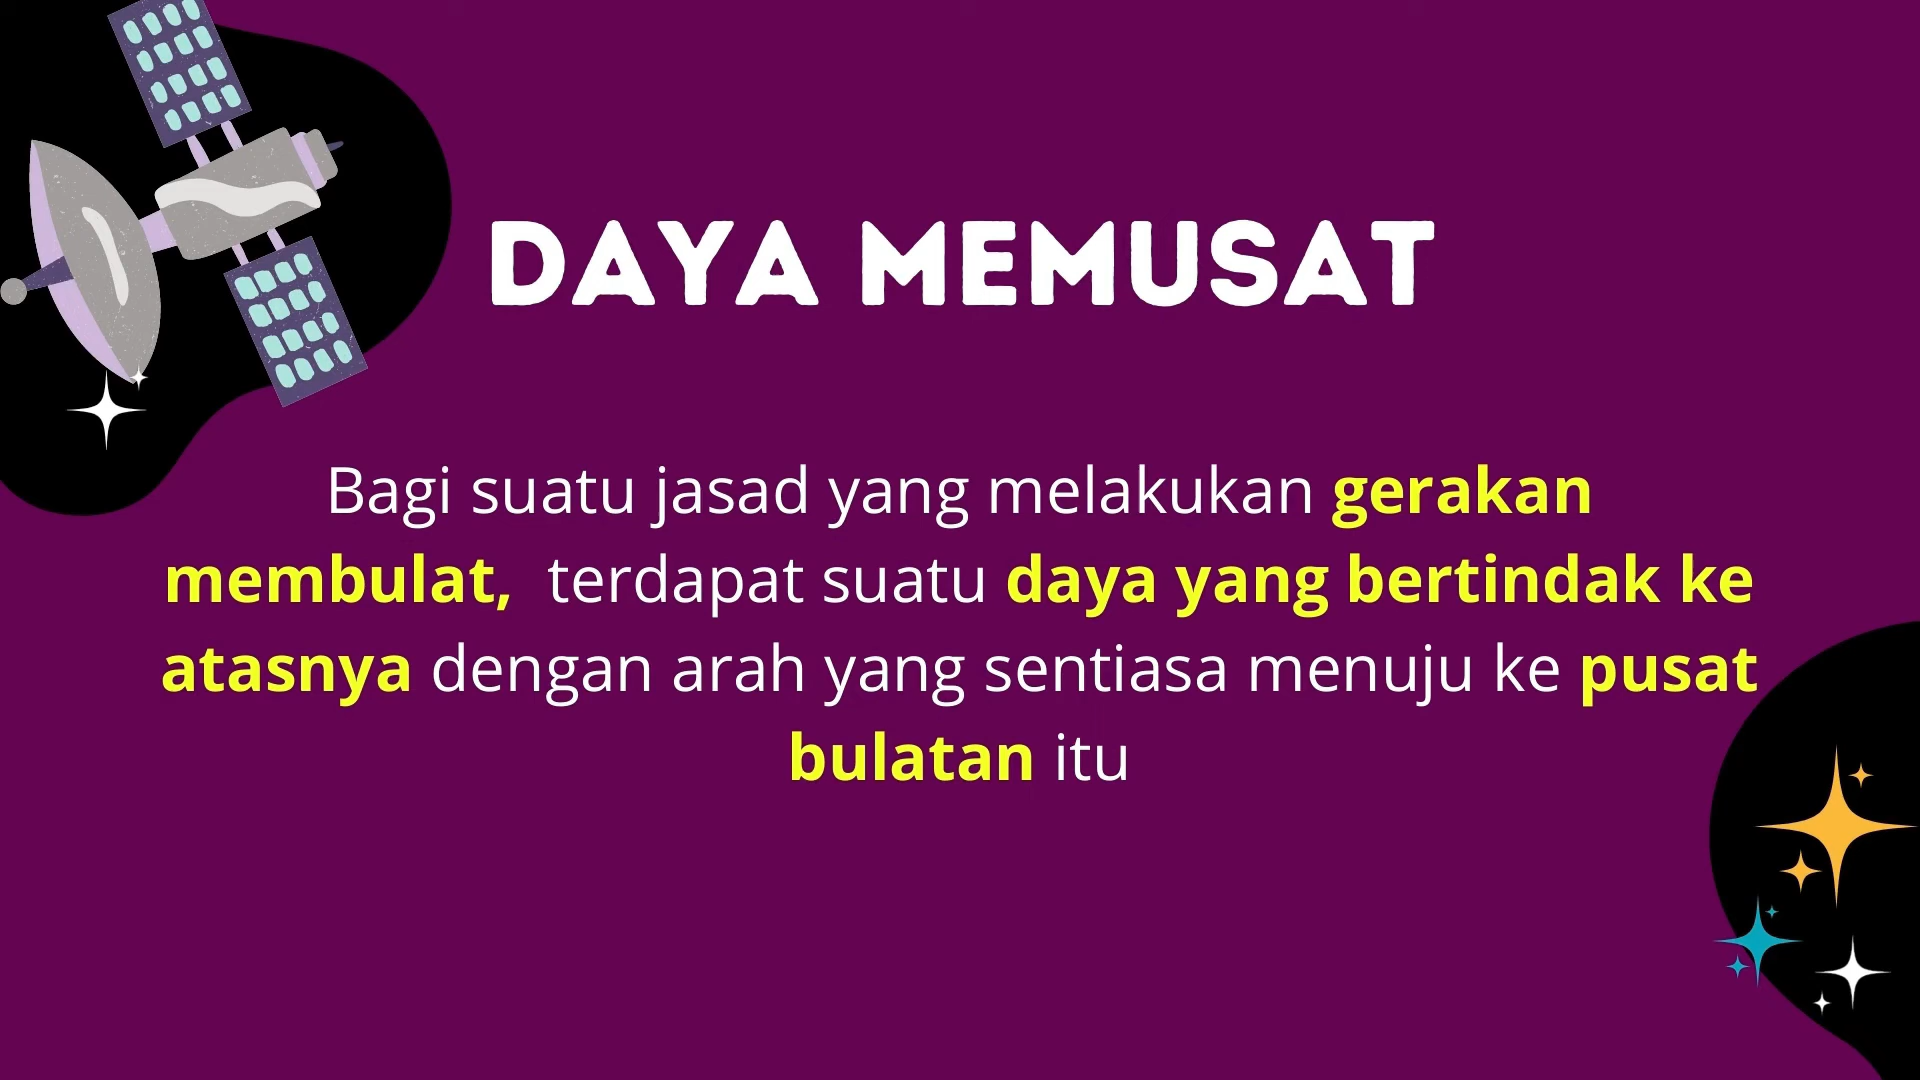 DAYA MEMUSAT
Bagi suatu jasad yang melakukan gerakan
membulat,  terdapat suatu daya yang bertindak ke
atasnya dengan arah yang sentiasa menuju ke pusat
bulatan itu